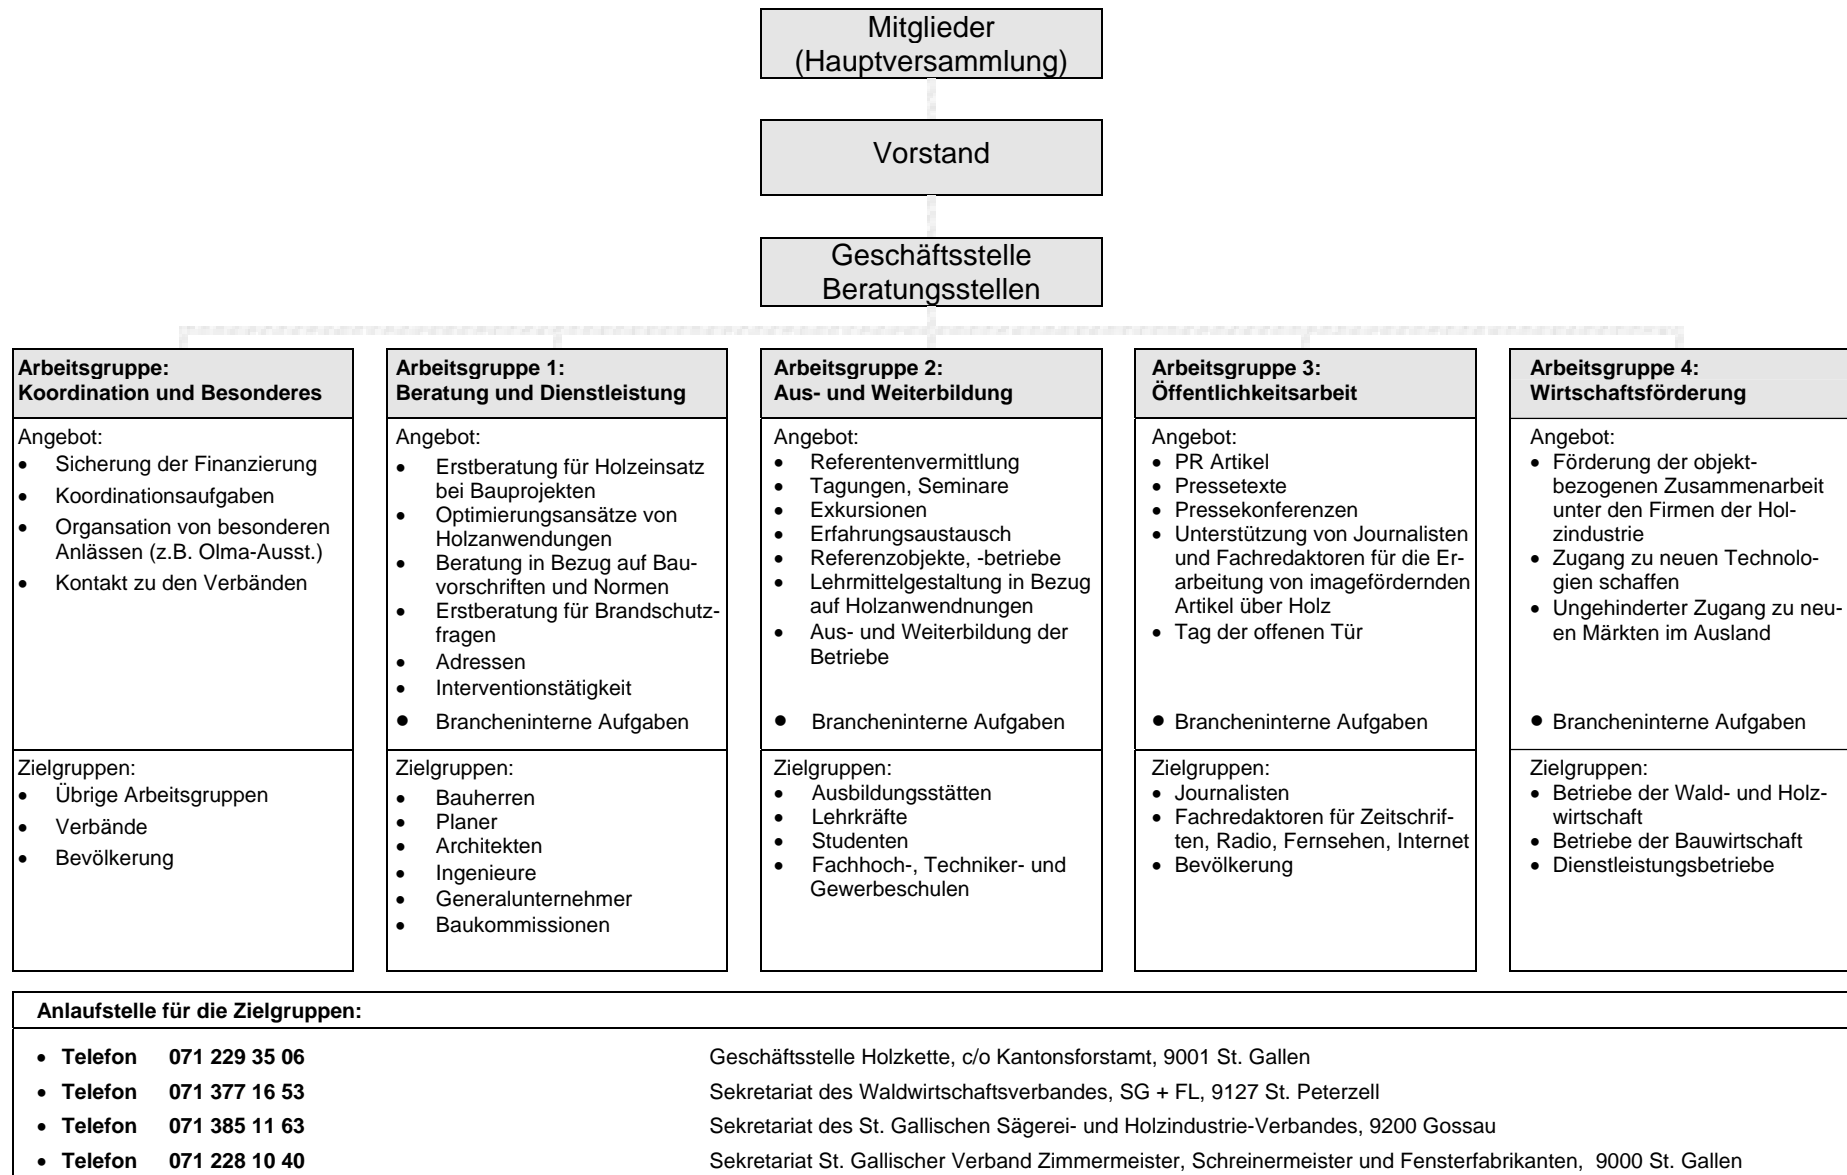 Mitglieder
(Hauptversammlung)
Vorstand
Geschäftsstelle
Beratungsstellen
Arbeitsgruppe:
Koordination und Besonderes
Angebot:
• Sicherung der Finanzierung
• Koordinationsaufgaben
• Organsation von besonderen
Anlässen (z.B. Olma-Ausst.)
• Kontakt zu den Verbänden
Zielgruppen:
• Übrige Arbeitsgruppen
• Verbände
• Bevölkerung
Arbeitsgruppe 1:
Beratung und Dienstleistung
Angebot:
• Erstberatung für Holzeinsatz
bei Bauprojekten
• Optimierungsansätze von
Holzanwendungen
• Beratung in Bezug auf Bau-
vorschriften und Normen
• Erstberatung für Brandschutz-
fragen
• Adressen
• Interventionstätigkeit
• Brancheninterne Aufgaben
Zielgruppen:
• Bauherren
• Planer
• Architekten
• Ingenieure
• Generalunternehmer
• Baukommissionen
Arbeitsgruppe 2:
Aus- und Weiterbildung
Angebot:
• Referentenvermittlung
• Tagungen, Seminare
• Exkursionen
• Erfahrungsaustausch
• Referenzobjekte, -betriebe
• Lehrmittelgestaltung in Bezug
auf Holzanwendnungen
• Aus- und Weiterbildung der
Betriebe
• Brancheninterne Aufgaben
Zielgruppen:
• Ausbildungsstätten
• Lehrkräfte
• Studenten
• Fachhoch-, Techniker- und
Gewerbeschulen
Arbeitsgruppe 3:
Öffentlichkeitsarbeit
Angebot:
• PR Artikel
• Pressetexte
• Pressekonferenzen
• Unterstützung von Journalisten
und Fachredaktoren für die Er-
arbeitung von imagefördernden
Artikel über Holz
• Tag der offenen Tür
• Brancheninterne Aufgaben
Zielgruppen:
• Journalisten
• Fachredaktoren für Zeitschrif-
ten, Radio, Fernsehen, Internet
• Bevölkerung
Arbeitsgruppe 4:
Wirtschaftsförderung
Angebot:
• Förderung der objekt-
bezogenen Zusammenarbeit
unter den Firmen der Hol-
zindustrie
• Zugang zu neuen Technolo-
gien schaffen
• Ungehinderter Zugang zu neu-
en Märkten im Ausland
• Brancheninterne Aufgaben
Zielgruppen:
• Betriebe der Wald- und Holz-
wirtschaft
• Betriebe der Bauwirtschaft
• Dienstleistungsbetriebe
Anlaufstelle für die Zielgruppen:
• Telefon 071 229 35 06 Geschäftsstelle Holzkette, c/o Kantonsforstamt, 9001 St. Gallen
• Telefon 071 377 16 53 Sekretariat des Waldwirtschaftsverbandes, SG + FL, 9127 St. Peterzell
• Telefon 071 385 11 63 Sekretariat des St. Gallischen Sägerei- und Holzindustrie-Verbandes, 9200 Gossau
• Telefon 071 228 10 40 Sekretariat St. Gallischer Verband Zimmermeister, Schreinermeister und Fensterfabrikanten, 9000 St. Gallen